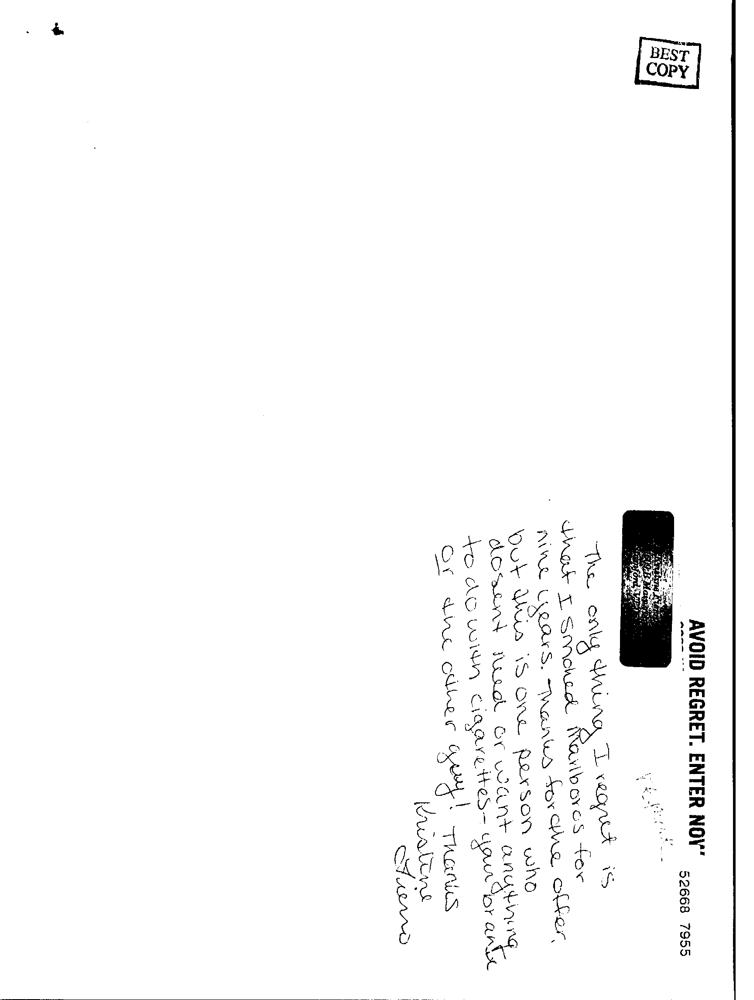 BEST
COPY
AVOID REGRET. ENTER NOV"
52668 7955
The only thing I regret is
that I smoked Marlboros for
nine years. Thanks for the offer,
but this is one person who
dosent need or want anything
to do with cigarettes - your brand
or the other guy! Thanks
Kristine